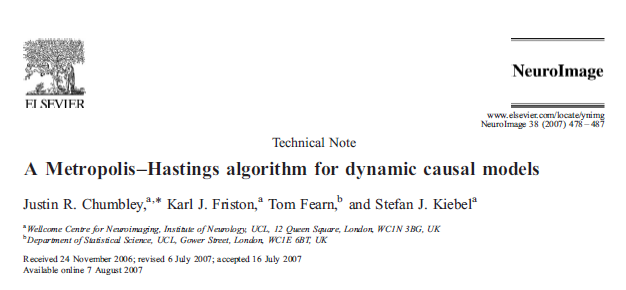 ELSEVIER
NeuroImage
www.elsevier.com/locate/ynimg
NeuroImage 38 (2007) 478–487
Technical Note
A Metropolis–Hastings algorithm for dynamic causal models
Justin R. Chumbley,a,* Karl J. Friston,a Tom Fearn,b and Stefan J. Kiebela
aWellcome Centre for Neuroimaging, Institute of Neurology, UCL, 12 Queen Square, London, WC1N 3BG, UK
bDepartment of Statistical Science, UCL, Gower Street, London, WC1E 6BT, UK
Received 24 November 2006; revised 6 July 2007; accepted 16 July 2007
Available online 7 August 2007